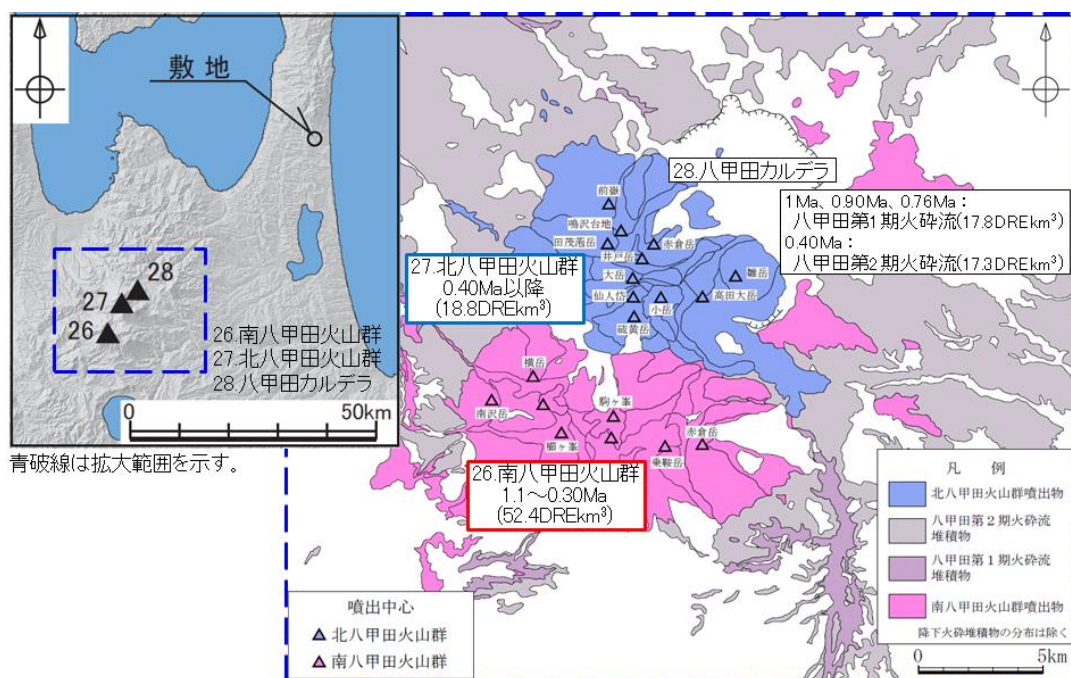 敷地
28
27
26
26.南八甲田火山群
27.北八甲田火山群
28.八甲田カルデラ
0
50km
青破線は拡大範囲を示す。
28.八甲田カルデラ
1Ma、0.90Ma、0.76Ma：
八甲田第1期火砕流(17.8DREkm³)
0.40Ma：
八甲田第2期火砕流(17.3DREkm³)
前嶽
鳴沢台地
田茂萢岳
赤倉岳
井戸岳
大岳
雛岳
仙人岱
小岳
高田大岳
硫黄岳
27.北八甲田火山群
0.40Ma以降
(18.8DREkm³)
横岳
南沢岳
駒ヶ峯
櫛ヶ峯
乗鞍岳
赤倉岳
26.南八甲田火山群
1.1～0.30Ma
(52.4DREkm³)
噴出中心
北八甲田火山群
南八甲田火山群
凡例
北八甲田火山群噴出物
八甲田第２期火砕流
堆積物
八甲田第１期火砕流
堆積物
南八甲田火山群噴出物
降下火砕堆積物の分布は除く
0
5km